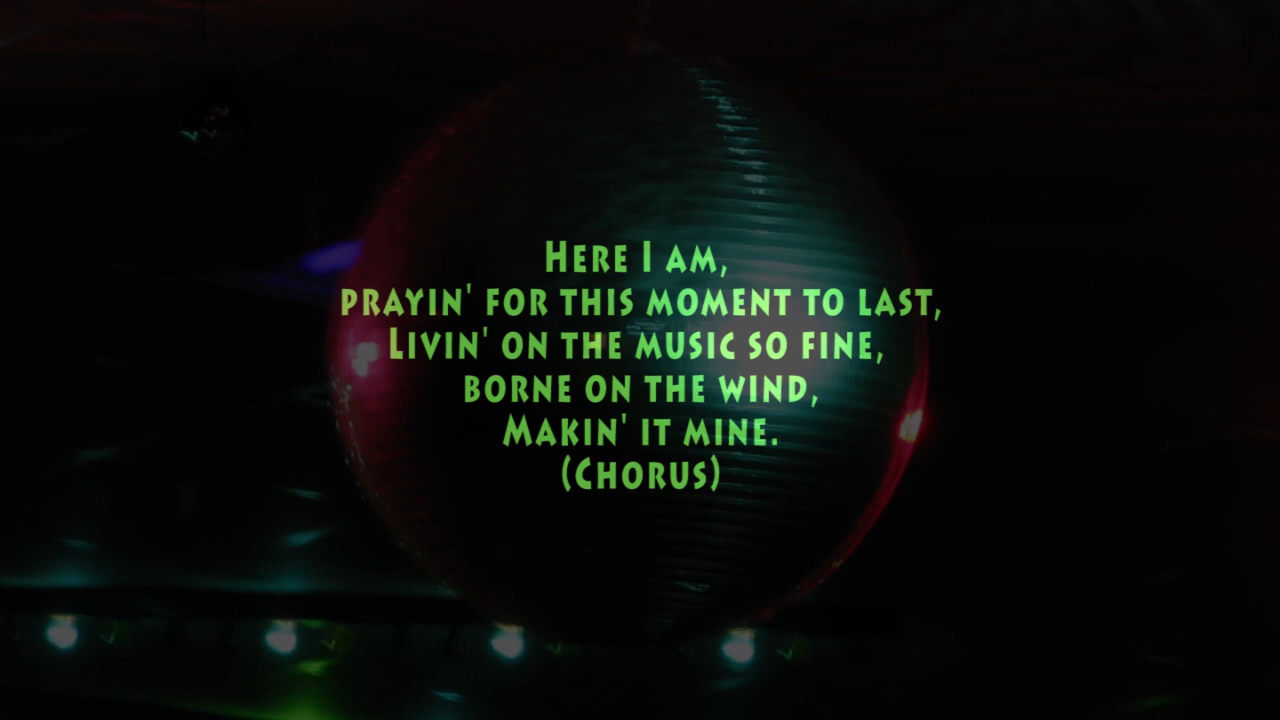 Here I am,
prayin' for this moment to last,
Livin' on the music so fine,
borne on the wind,
Makin' it mine.
(Chorus)